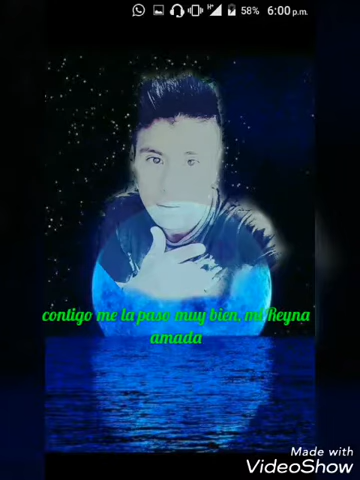 H+ 58% 6:00 p.m.
contigo me la paso muy bien. mi Reyna
amada
Made with
VideoShow